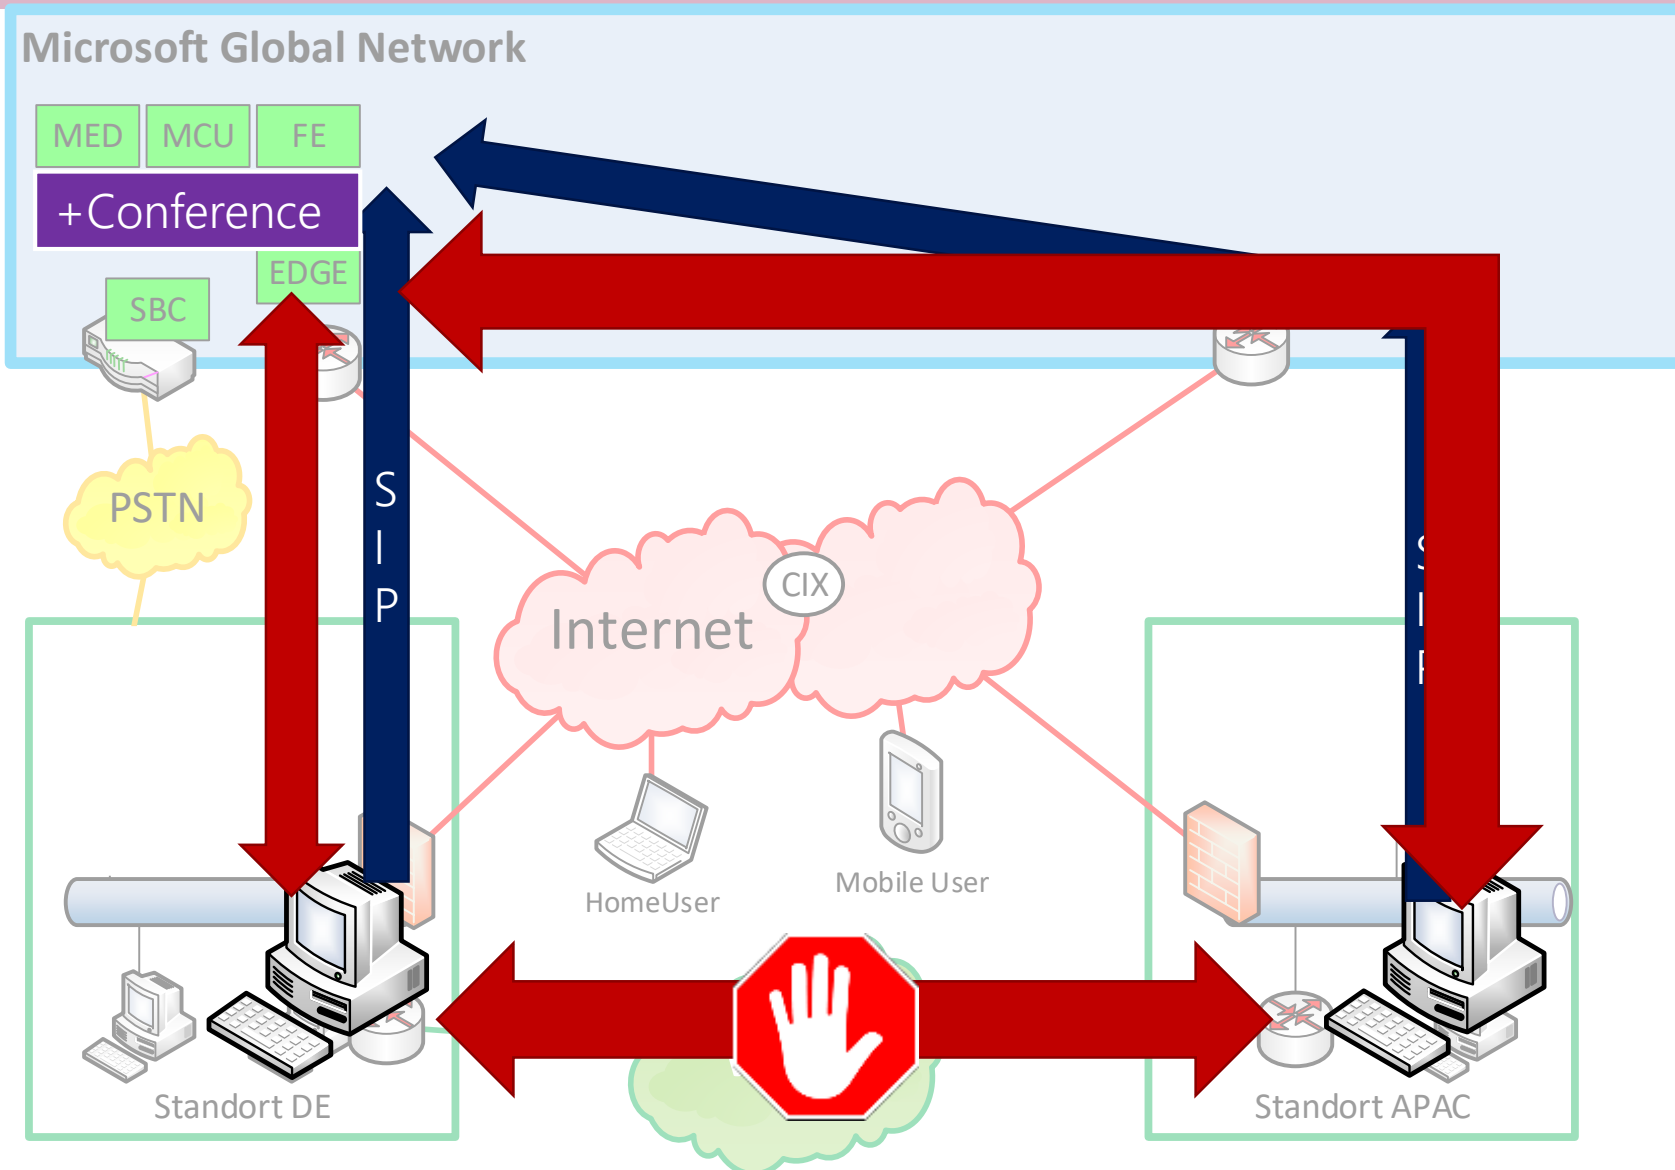 Microsoft Global Network
MED
MCU
FE
+Conference
EDGE
SBC
PSTN
S
I
P
CIX
Internet
HomeUser
Mobile User
Standort DE
Standort APAC